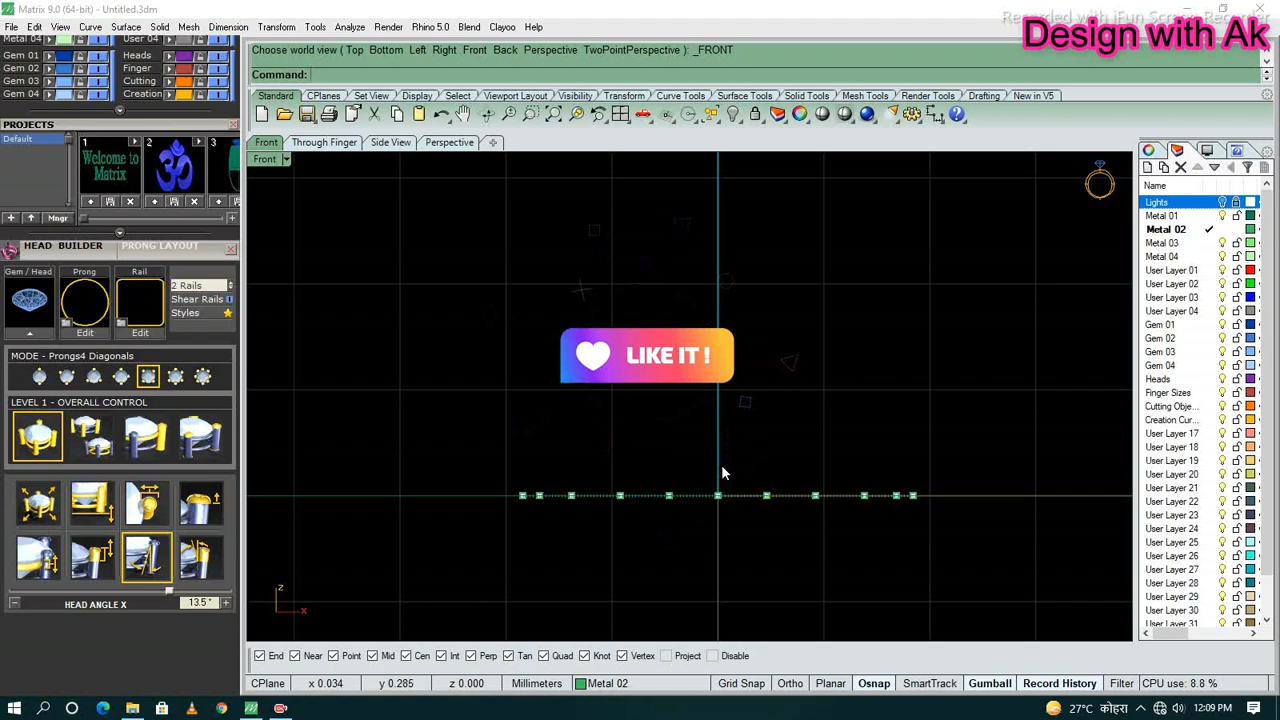 Matrix 9.0 (64-bit) - Untitled.3dm
Recorded with iFun Screen Recorder
Design with Ak
File Edit View Curve Surface Solid Mesh Dimension Transform Tools Analyze Render Rhino 5.0 Blend Clayoo Help
Metal 04 User Layer 04
Gem 01 Heads
Gem 02 Finger
Gem 03 Cutting
Gem 04 Creation
Choose world view ( Top Bottom Left Right Front Back Perspective TwoPointPerspective ): _FRONT
Command:
Standard CPlanes Set View Display Select Viewport Layout Visibility Transform Curve Tools Surface Tools Solid Tools Mesh Tools Render Tools Drafting New in V5
PROJECTS
Default
1 2 3
Welcome to Matrix
ॐ
Mngr
Front Through Finger Side View Perspective
Front
HEAD BUILDER PRONG LAYOUT
Gem / Head Prong Rail
2 Rails
Shear Rails
Styles
Edit Edit
MODE - Prongs4 Diagonals
LEVEL 1 - OVERALL CONTROL
HEAD ANGLE X 13.5 °
LIKE IT !
z
x
Name
Lights
Metal 01
Metal 02
Metal 03
Metal 04
User Layer 01
User Layer 02
User Layer 03
User Layer 04
Gem 01
Gem 02
Gem 03
Gem 04
Heads
Finger Sizes
Cutting Obje...
Creation Cur...
User Layer 17
User Layer 18
User Layer 19
User Layer 20
User Layer 21
User Layer 22
User Layer 23
User Layer 24
User Layer 25
User Layer 26
User Layer 27
User Layer 28
User Layer 29
User Layer 30
User Layer 31
End Near Point Mid Cen Int Perp Tan Quad Knot Vertex Project Disable
CPlane x 0.034 y 0.285 z 0.000 Millimeters Metal 02 Grid Snap Ortho Planar Osnap SmartTrack Gumball Record History Filter CPU use: 8.8 %
27°C कोहरा 12:09 PM